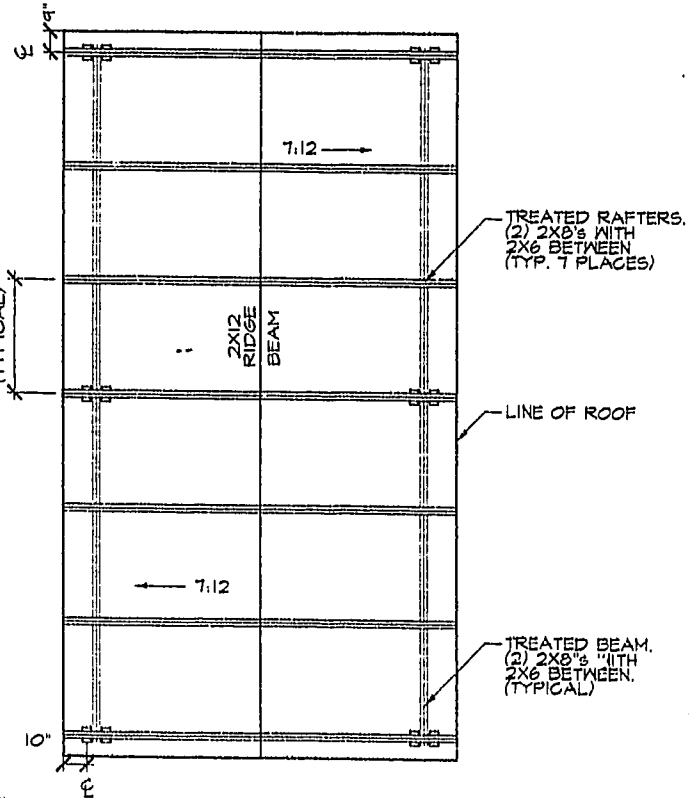 9"
℄
7:12
TREATED RAFTERS.
(2) 2X8's WITH
2X6 BETWEEN
(TYP. 7 PLACES)
2X12
RIDGE
BEAM
LINE OF ROOF
7:12
TREATED BEAM.
(2) 2X8"s
2X6 BETWEEN.
(TYPICAL)
10"
℄